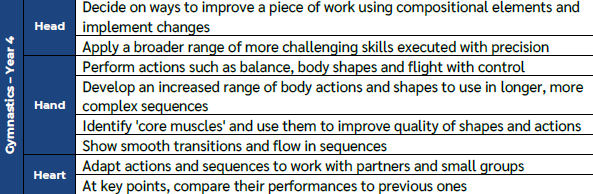 Gymnastics – Year 4
Head
Decide on ways to improve a piece of work using compositional elements and
implement changes
Apply a broader range of more challenging skills executed with precision
Hand
Perform actions such as balance, body shapes and flight with control
Develop an increased range of body actions and shapes to use in longer, more
complex sequences
Identify 'core muscles' and use them to improve quality of shapes and actions
Show smooth transitions and flow in sequences
Heart
Adapt actions and sequences to work with partners and small groups
At key points, compare their performances to previous ones